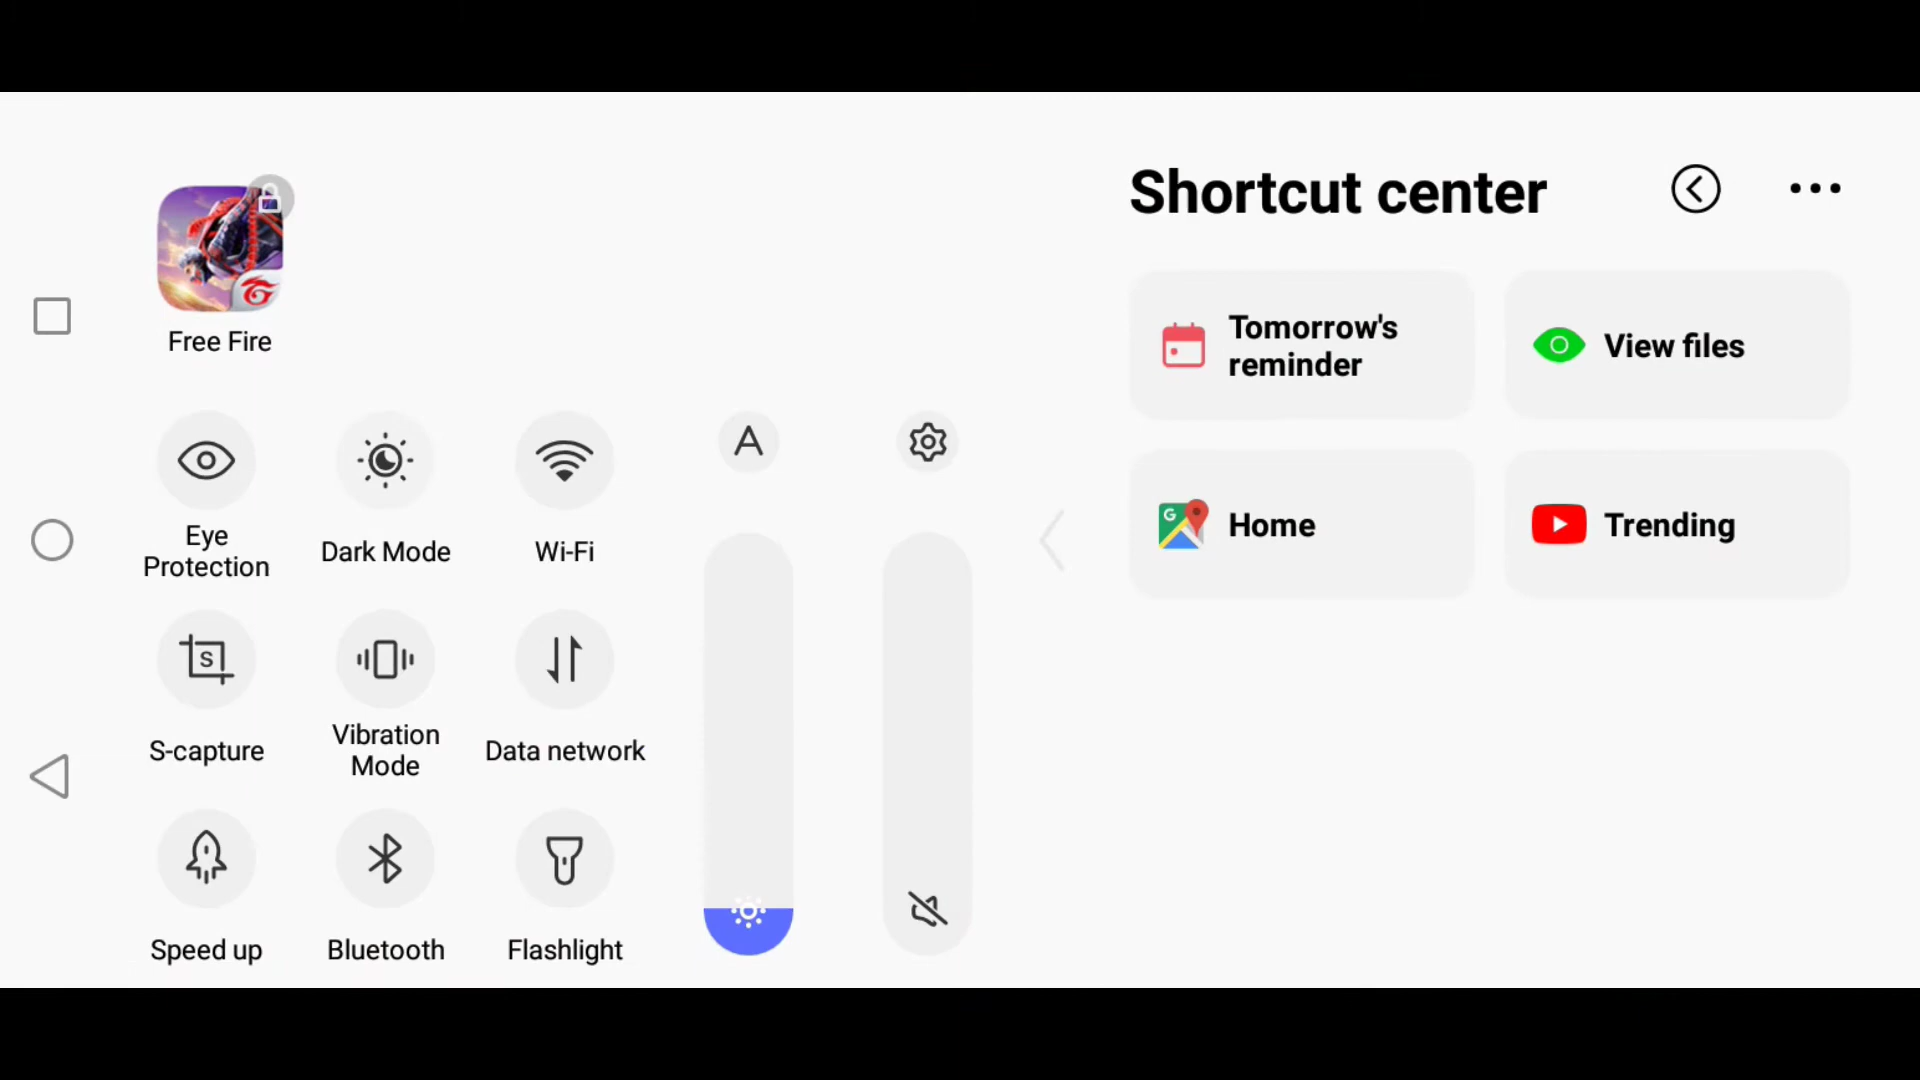 Free Fire
Eye
Protection
Dark Mode
Wi-Fi
A
S
S-capture
Vibration
Mode
Data network
Speed up
Bluetooth
Flashlight
Shortcut center
Tomorrow's
reminder
View files
G
Home
Trending